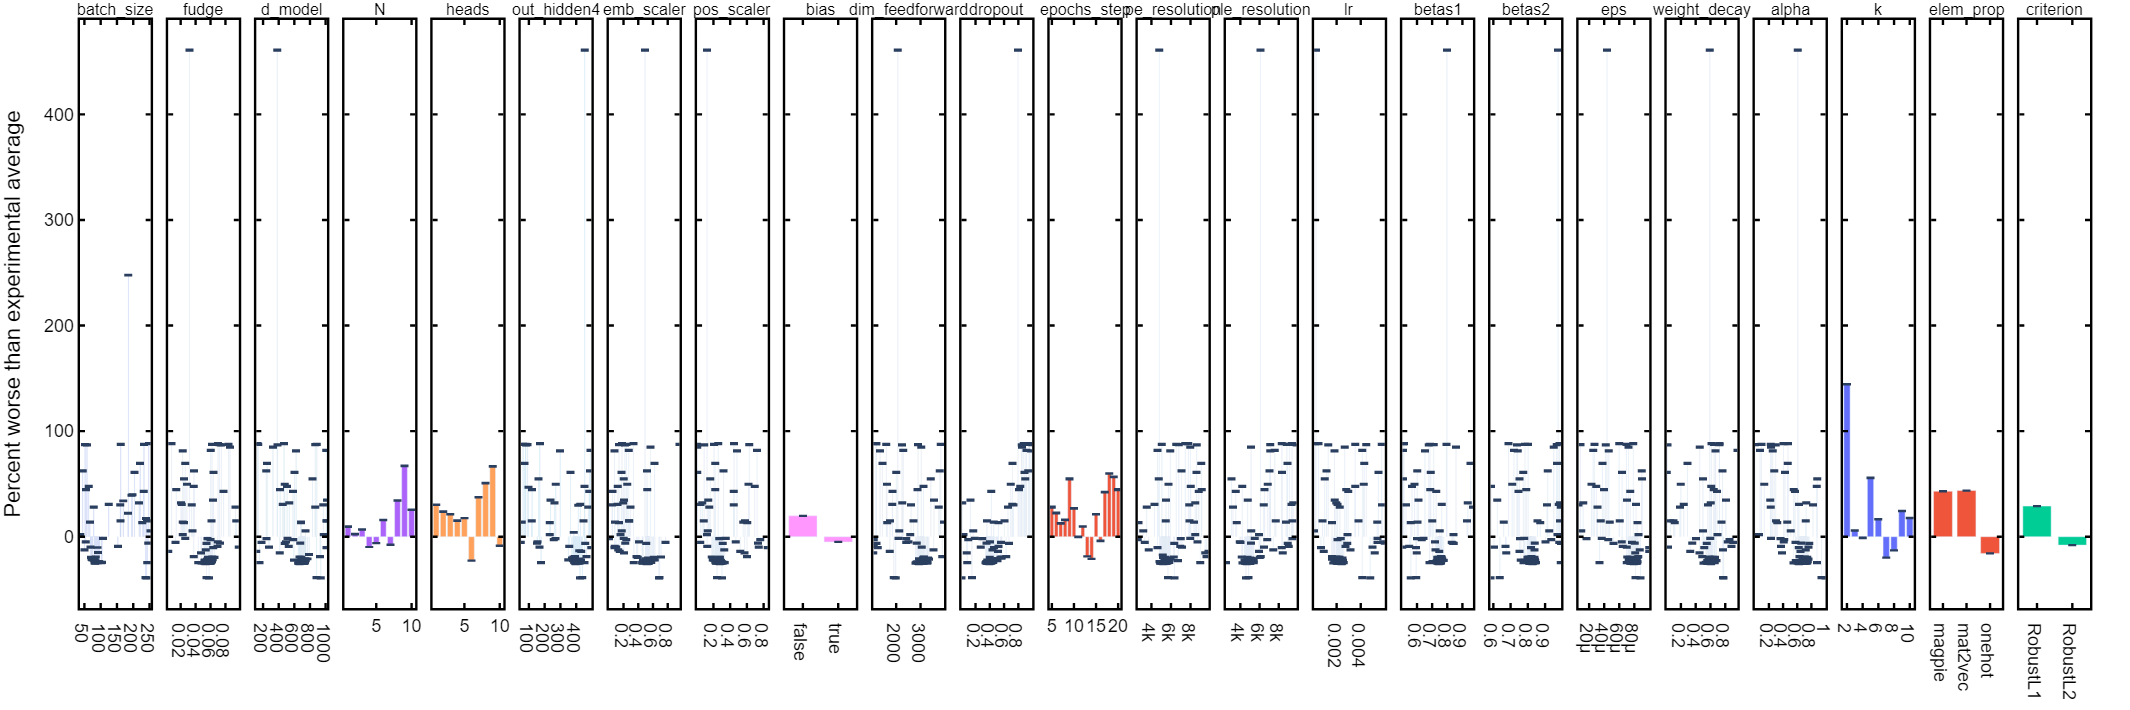 batch_size fudge d_model N heads out_hidden4 emb_scaler pos_scaler bias dim_feedforward dropout epochs_step pe_resolution ple_resolution lr betas1 betas2 eps weight_decay alpha k elem_prop criterion
Percent worse than experimental average
400
300
200
100
0
50 100 150 200 250
0.02 0.04 0.06 0.08
200 400 600 800 1000
5 10
5 10
1000 2000 3000 4000
0.2 0.4 0.6 0.8
0.2 0.4 0.6 0.8
false true
2000 3000
0.2 0.4 0.6 0.8
5 10 15 20
4k 6k 8k
4k 6k 8k
0.002 0.004
0.6 0.7 0.8 0.9
0.6 0.7 0.8 0.9
20μ 40μ 60μ 80μ
0.2 0.4 0.6 0.8
0.2 0.4 0.6 0.8 1
2 4 6 8 10
magpie mat2vec onehot
RobustL1 RobustL2